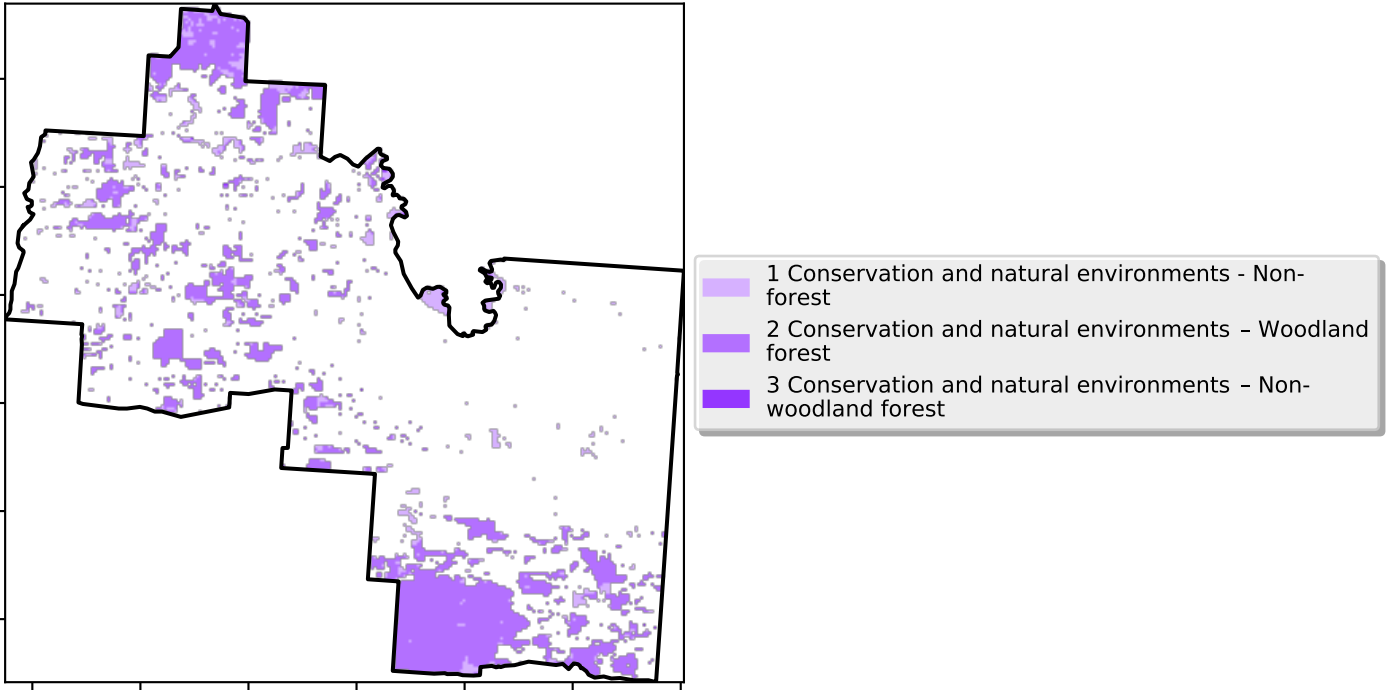 1 Conservation and natural environments - Non-
forest
2 Conservation and natural environments – Woodland
forest
3 Conservation and natural environments – Non-
woodland forest